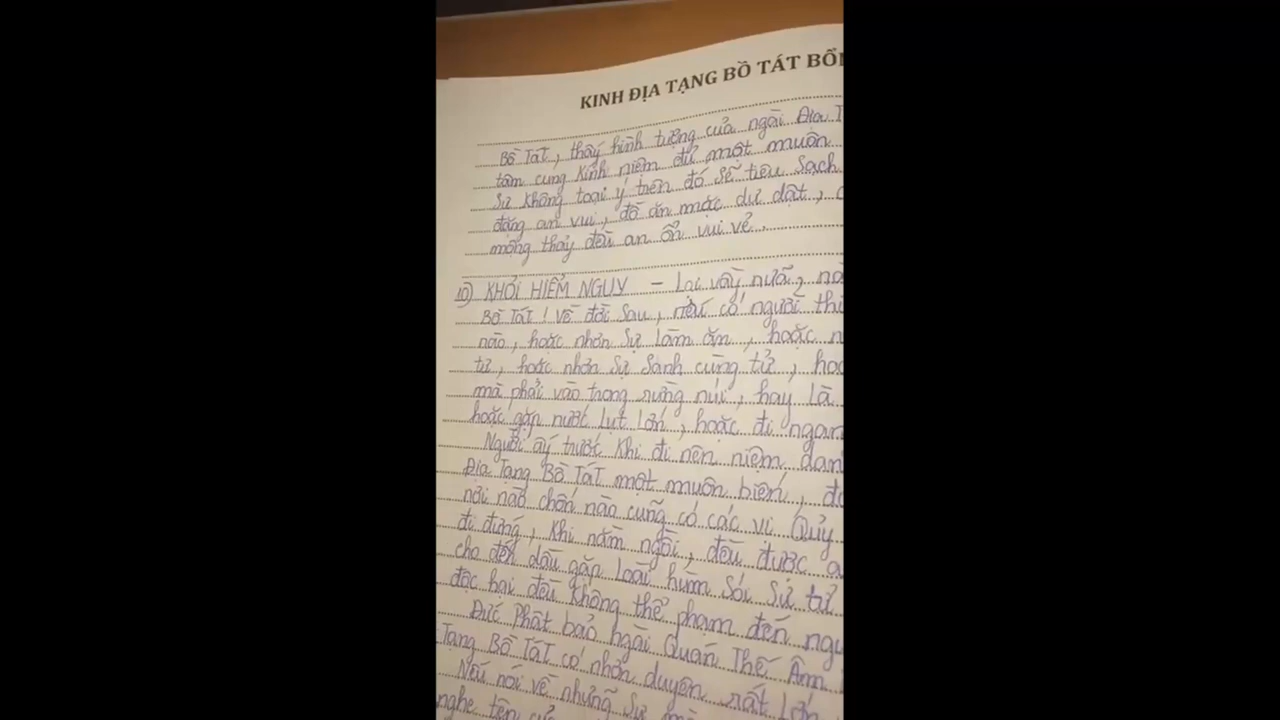 KINH ĐỊA TẠNG BỒ TÁT BỔ
Bồ Tát, thấy hình tượng của ngài Địa T
tâm cung kính niệm đủ một muôn
sự không toại ý trên đó sẽ tiêu sạch
đặng an vui, đồ ăn mặc dư dật,
mộng thảy đều an ổn vui vẻ.
10) KHỎI HIỂM NGUY – Lại vầy nữa,
Bồ Tát! Về đời sau, nếu có người thi
nào, hoặc nhơn sự làm ăn, hoặc
tư, hoặc nhơn sự sanh cùng tử, hoặ
mà phải vào trong rừng núi, hay là
hoặc gặp nước lụt lớn, hoặc đi ngan
Người ấy trước khi đi nên niệm dan
Địa Tạng Bồ Tát một muôn biến,
nơi nào chốn nào cũng có các vi Quỷ
đi đứng, khi nằm ngồi, đều được a
cho đến dầu gặp loài hùm sói sư tử
độc hại đều không thể phạm đến ngư
Đức Phật bảo ngài Quán Thế Âm
Tạng Bồ Tát có nhơn duyên rất lớn
Nếu nói về những sự
nghe tên